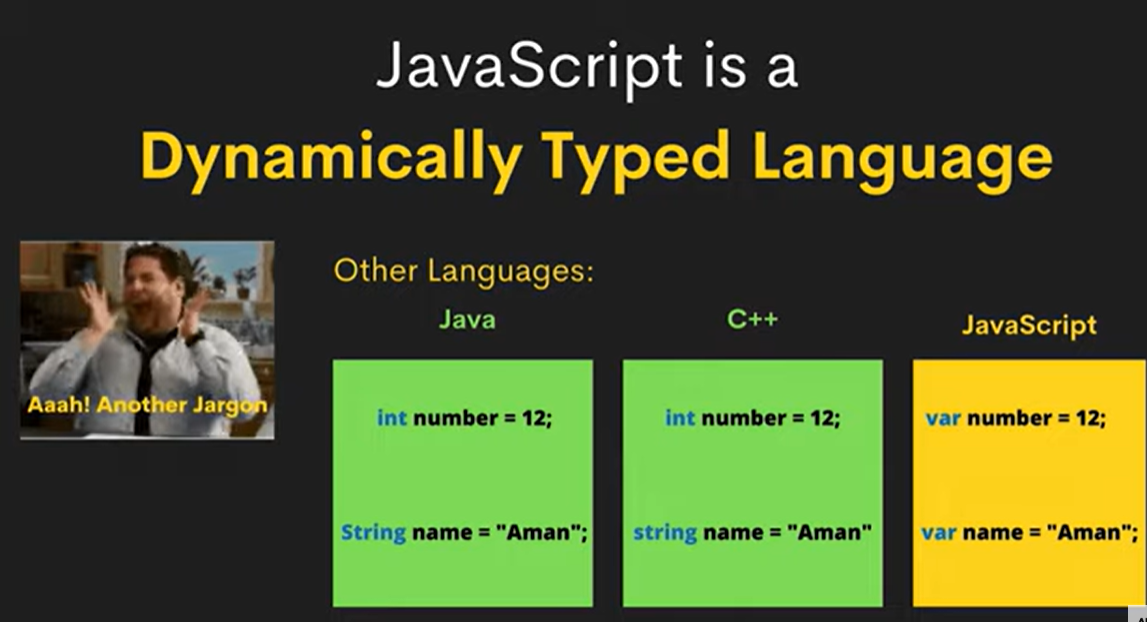 JavaScript is a
Dynamically Typed Language
Aaah! Another Jargon
Other Languages:
Java
C++
JavaScript
int number = 12;
int number = 12;
var number = 12;
String name = "Aman";
string name = "Aman"
var name = "Aman";